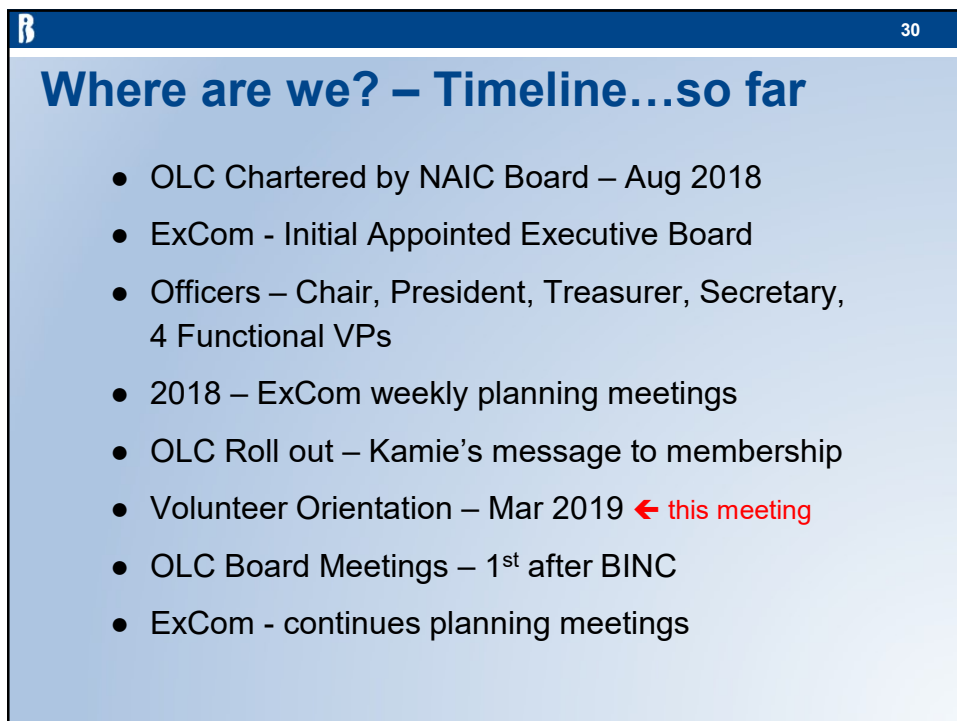 30
Where are we? – Timeline…so far
● OLC Chartered by NAIC Board – Aug 2018
● ExCom - Initial Appointed Executive Board
● Officers – Chair, President, Treasurer, Secretary,
4 Functional VPs
● 2018 – ExCom weekly planning meetings
● OLC Roll out – Kamie’s message to membership
● Volunteer Orientation – Mar 2019 🡸 this meeting
● OLC Board Meetings – 1st after BINC
● ExCom - continues planning meetings